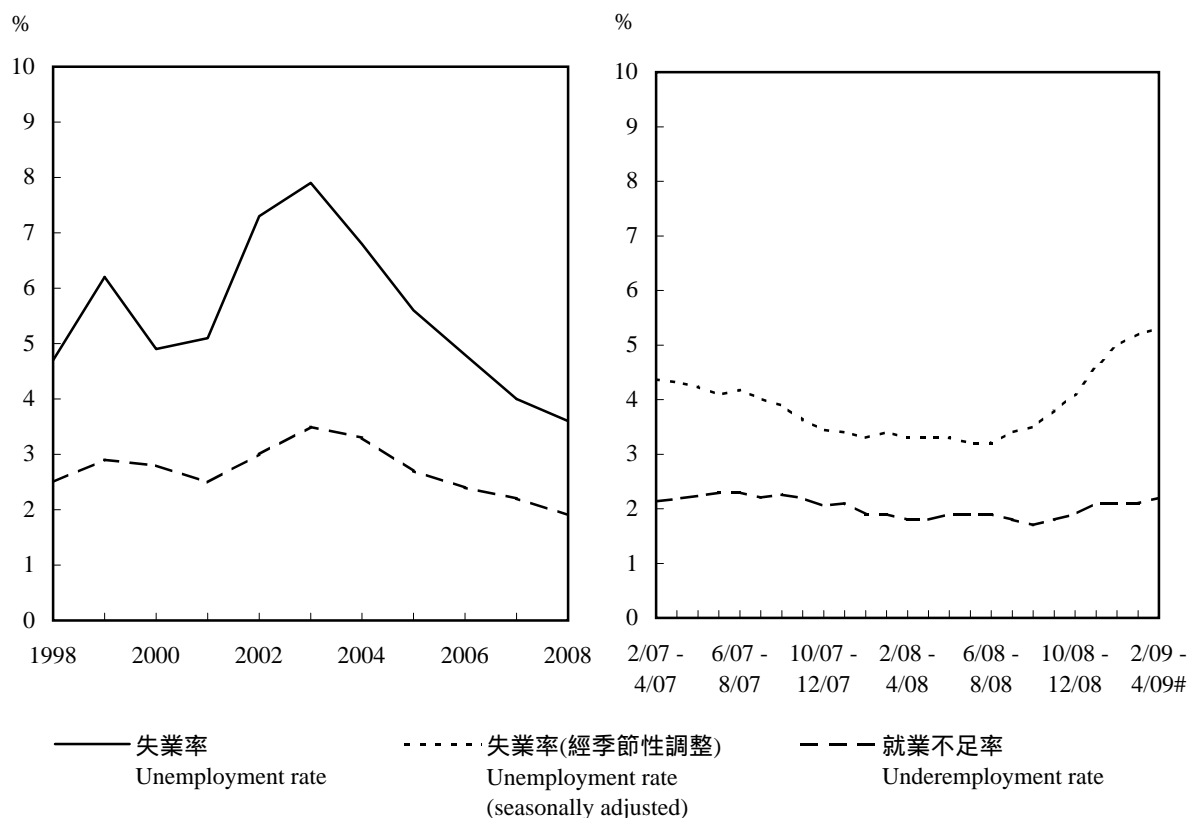 %
10
9
8
7
6
5
4
3
2
1
0
1998 2000 2002 2004 2006 2008
%
10
9
8
7
6
5
4
3
2
1
0
2/07 - 6/07 - 10/07 - 2/08 - 6/08 - 10/08 - 2/09 -
4/07 8/07 12/07 4/08 8/08 12/08 4/09#
失業率
Unemployment rate
失業率(經季節性調整)
Unemployment rate
(seasonally adjusted)
就業不足率
Underemployment rate